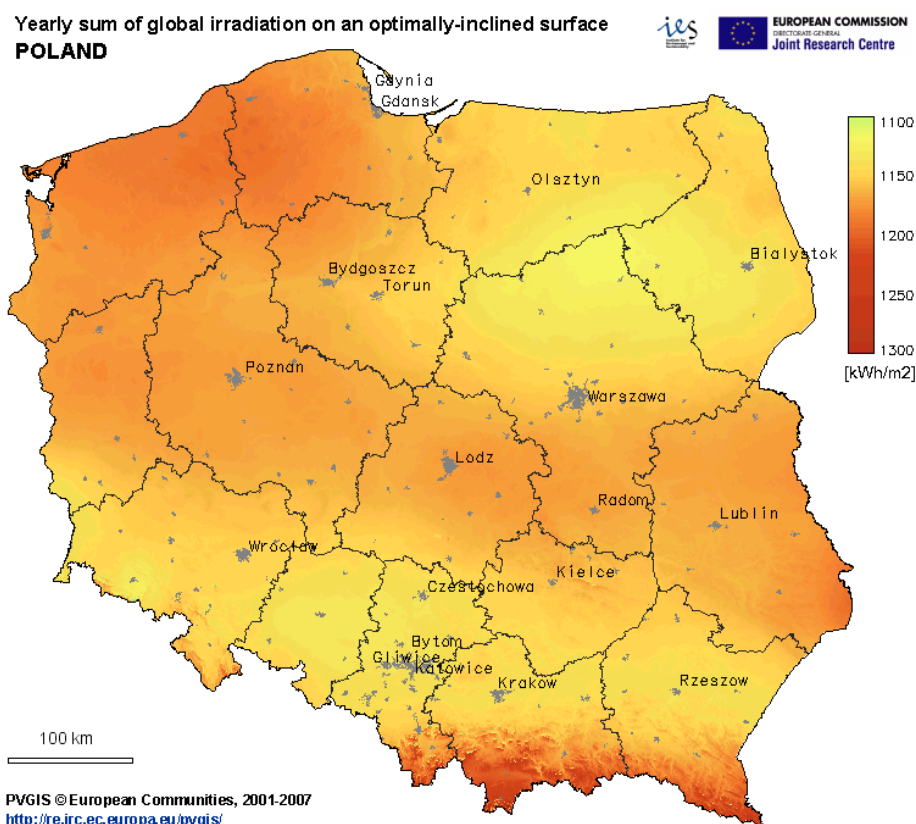 Yearly sum of global irradiation on an optimally-inclined surface
POLAND
ies
EUROPEAN COMMISSION
DIRECTORATE-GENERAL
Joint Research Centre
Gdynia
Gdansk
1100
Olsztyn
1150
1200
Bialystok
Bydgoszcz
Torun
1250
1300
[kWh/m2]
Poznan
Warszawa
Lodz
Radom
Lublin
Wrocław
Kielce
Czestochowa
Bytom
Gliwice
Katowice
Krakow
Rzeszow
100 km
PVGIS © European Communities, 2001-2007
http://re.jrc.ec.europa.eu/pvgis/